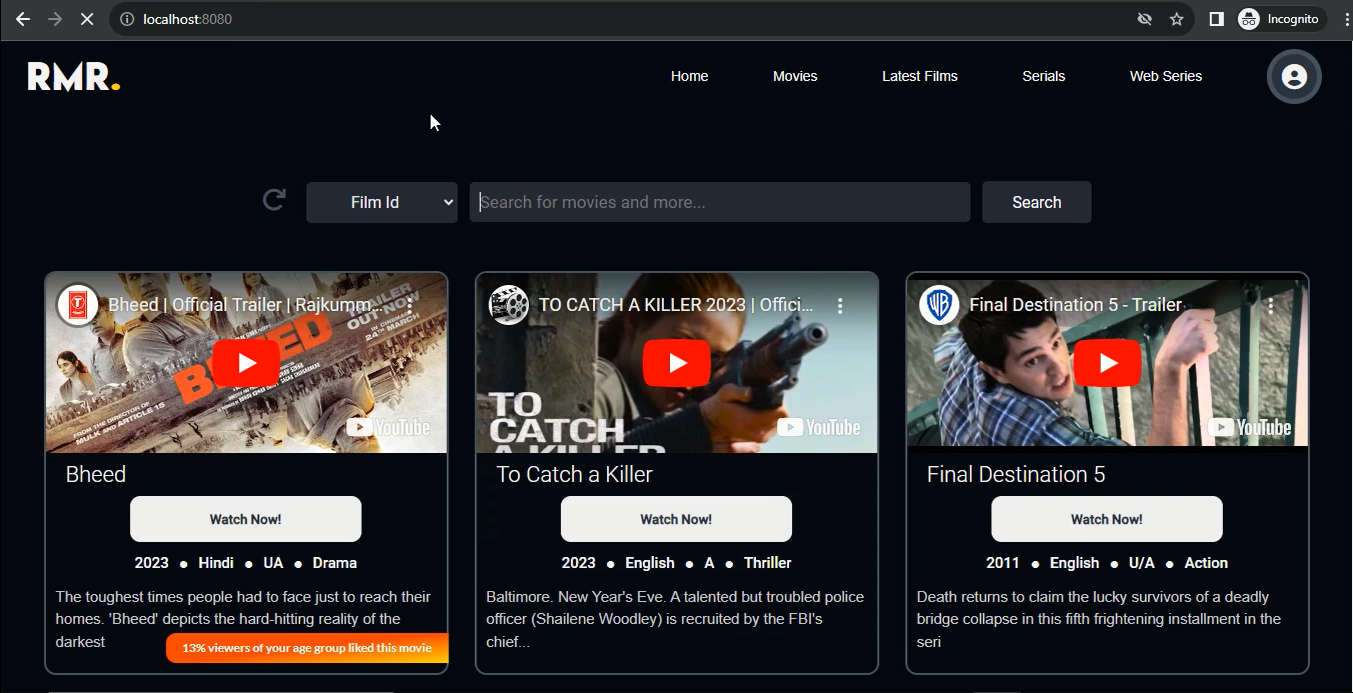 localhost:8080
Incognito
RMR.
Home
Movies
Latest Films
Serials
Web Series
Film Id
Search for movies and more...
Search
Bheed | Official Trailer | Rajkumm...
TRAILER
OUT NOW
IN CINEMAS
24TH MARCH
BHEED
FROM THE DIRECTOR OF
MULK AND ARTICLE 15
YouTube
Bheed
Watch Now!
2023 ● Hindi ● UA ● Drama
The toughest times people had to face just to reach their
homes. 'Bheed' depicts the hard-hitting reality of the
darkest
13% viewers of your age group liked this movie
TO CATCH A KILLER 2023 | Offici...
TO
CATCH
A KILLER
YouTube
To Catch a Killer
Watch Now!
2023 ● English ● A ● Thriller
Baltimore. New Year's Eve. A talented but troubled police
officer (Shailene Woodley) is recruited by the FBI's
chief...
Final Destination 5 - Trailer
YouTube
Final Destination 5
Watch Now!
2011 ● English ● U/A ● Action
Death returns to claim the lucky survivors of a deadly
bridge collapse in this fifth frightening installment in the
seri